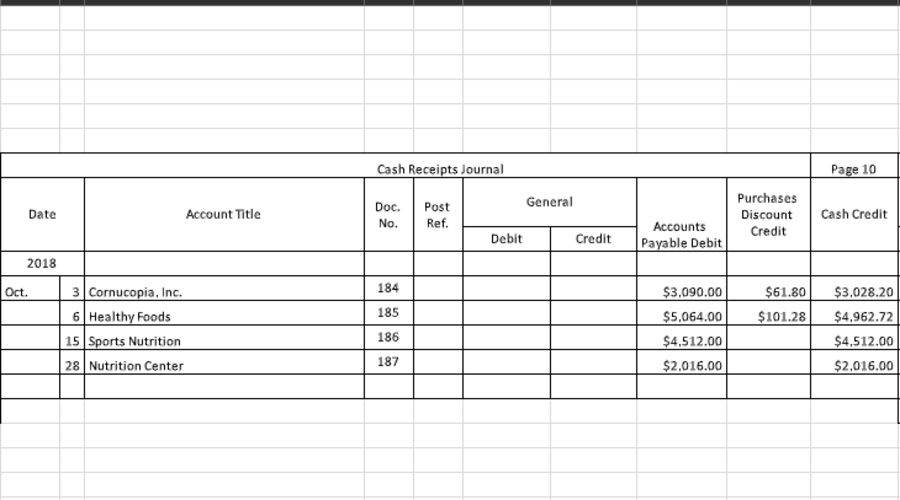 Cash Receipts Journal Page 10
Date Account Title Doc. No. Post Ref. General Debit Credit Accounts Payable Debit Purchases Discount Credit Cash Credit
2018
Oct. 3 Cornucopia, Inc. 184 $3,090.00 $61.80 $3,028.20
6 Healthy Foods 185 $5,064.00 $101.28 $4,962.72
15 Sports Nutrition 186 $4,512.00 $4,512.00
28 Nutrition Center 187 $2,016.00 $2,016.00